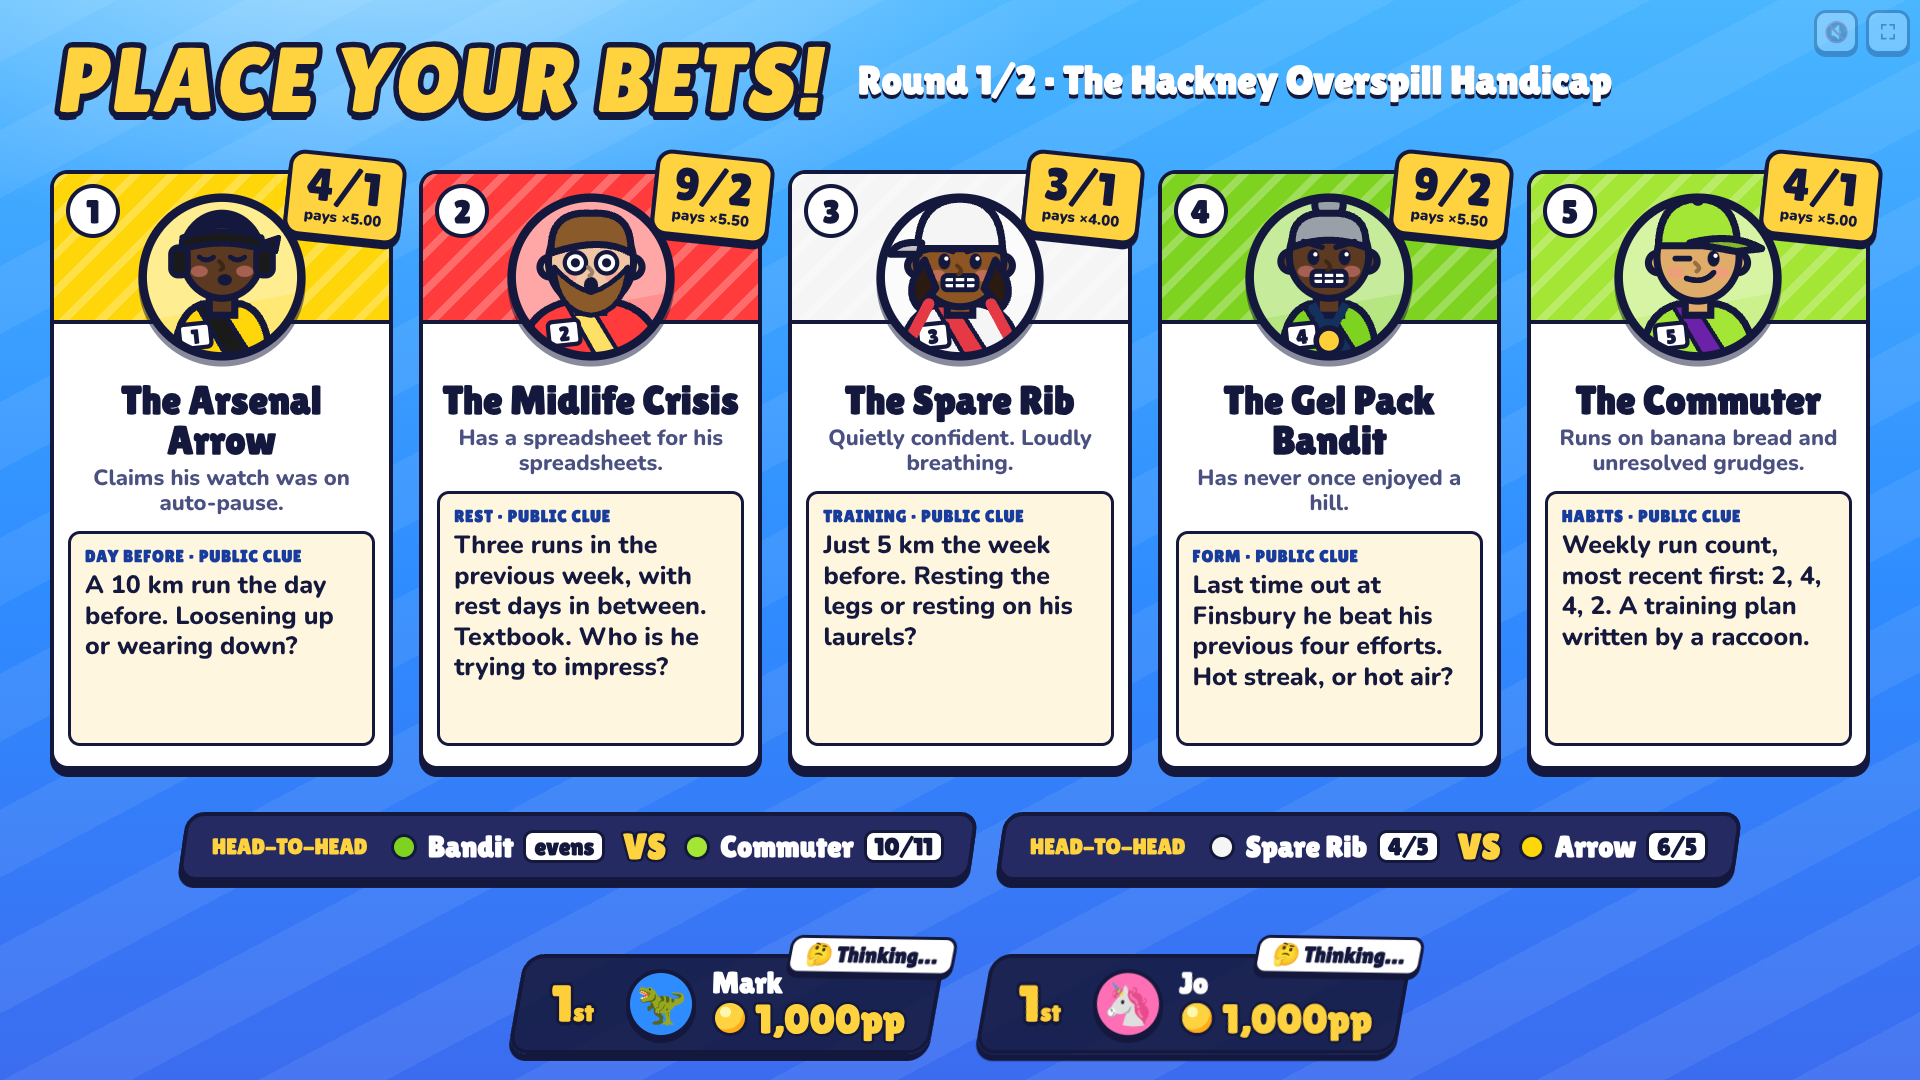 PLACE YOUR BETS!
Round 1/2 · The Hackney Overspill Handicap
1
4/1
pays ×5.00
1
The Arsenal
Arrow
Claims his watch was on
auto-pause.
DAY BEFORE · PUBLIC CLUE
A 10 km run the day
before. Loosening up
or wearing down?
2
9/2
pays ×5.50
2
The Midlife Crisis
Has a spreadsheet for his
spreadsheets.
REST · PUBLIC CLUE
Three runs in the
previous week, with
rest days in between.
Textbook. Who is he
trying to impress?
3
3/1
pays ×4.00
3
The Spare Rib
Quietly confident. Loudly
breathing.
TRAINING · PUBLIC CLUE
Just 5 km the week
before. Resting the
legs or resting on his
laurels?
4
9/2
pays ×5.50
4
The Gel Pack
Bandit
Has never once enjoyed a
hill.
FORM · PUBLIC CLUE
Last time out at
Finsbury he beat his
previous four efforts.
Hot streak, or hot air?
5
4/1
pays ×5.00
5
The Commuter
Runs on banana bread and
unresolved grudges.
HABITS · PUBLIC CLUE
Weekly run count,
most recent first: 2, 4,
4, 2. A training plan
written by a raccoon.
HEAD-TO-HEAD Bandit evens VS Commuter 10/11
HEAD-TO-HEAD Spare Rib 4/5 VS Arrow 6/5
Thinking...
1st Mark
1,000pp
Thinking...
1st Jo
1,000pp